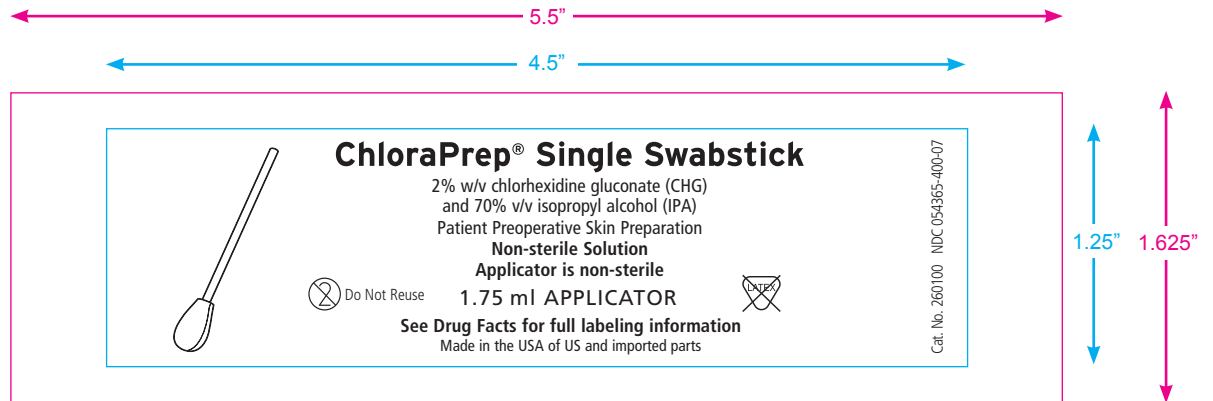 5.5”
4.5”
ChloraPrep® Single Swabstick
2% w/v chlorhexidine gluconate (CHG)
and 70% v/v isopropyl alcohol (IPA)
Patient Preoperative Skin Preparation
Non-sterile Solution
Applicator is non-sterile
2 Do Not Reuse
1.75 ml APPLICATOR
LATEX
See Drug Facts for full labeling information
Made in the USA of US and imported parts
Cat. No. 260100 NDC 054365-400-07
1.25”
1.625”